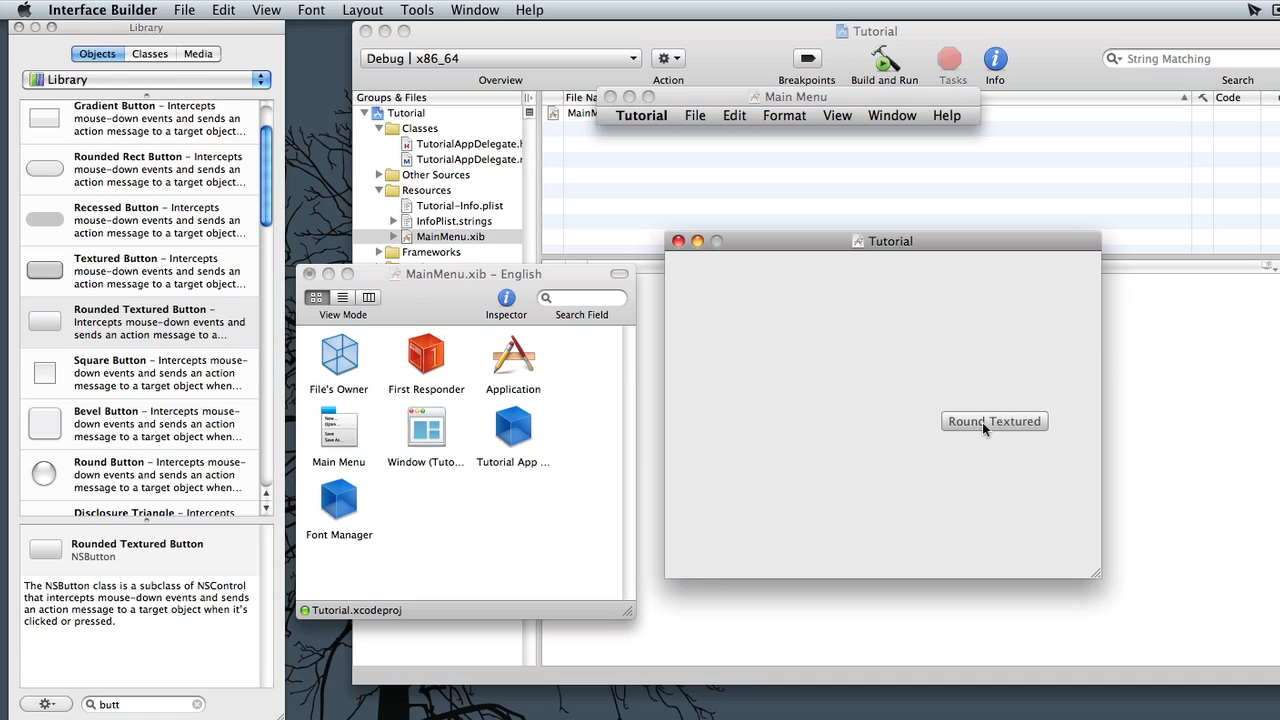 Interface Builder File Edit View Font Layout Tools Window Help
Library
Objects Classes Media
Library
Gradient Button – Intercepts
mouse-down events and sends an
action message to a target object...
Rounded Rect Button – Intercepts
mouse-down events and sends an
action message to a target object...
Recessed Button – Intercepts
mouse-down events and sends an
action message to a target object...
Textured Button – Intercepts
mouse-down events and sends an
action message to a target object...
Rounded Textured Button –
Intercepts mouse-down events and
sends an action message to a...
Square Button – Intercepts mouse-
down events and sends an action
message to a target object when...
Bevel Button – Intercepts mouse-
down events and sends an action
message to a target object when...
Round Button – Intercepts mouse-
down events and sends an action
message to a target object when...
Disclosure Triangle – Intercepts
Rounded Textured Button
NSButton
The NSButton class is a subclass of NSControl
that intercepts mouse-down events and sends
an action message to a target object when it's
clicked or pressed.
butt
Tutorial
Debug | x86_64
String Matching
Overview Action Breakpoints Build and Run Tasks Info Search
Groups & Files
File Na
Code
Tutorial
MainM
Classes
TutorialAppDelegate.h
TutorialAppDelegate.r
Other Sources
Resources
Tutorial-Info.plist
InfoPlist.strings
MainMenu.xib
Frameworks
Main Menu
Tutorial File Edit Format View Window Help
MainMenu.xib – English
View Mode Inspector Search Field
File's Owner First Responder Application
Main Menu Window (Tuto... Tutorial App ...
Font Manager
Tutorial.xcodeproj
Tutorial
Round Textured